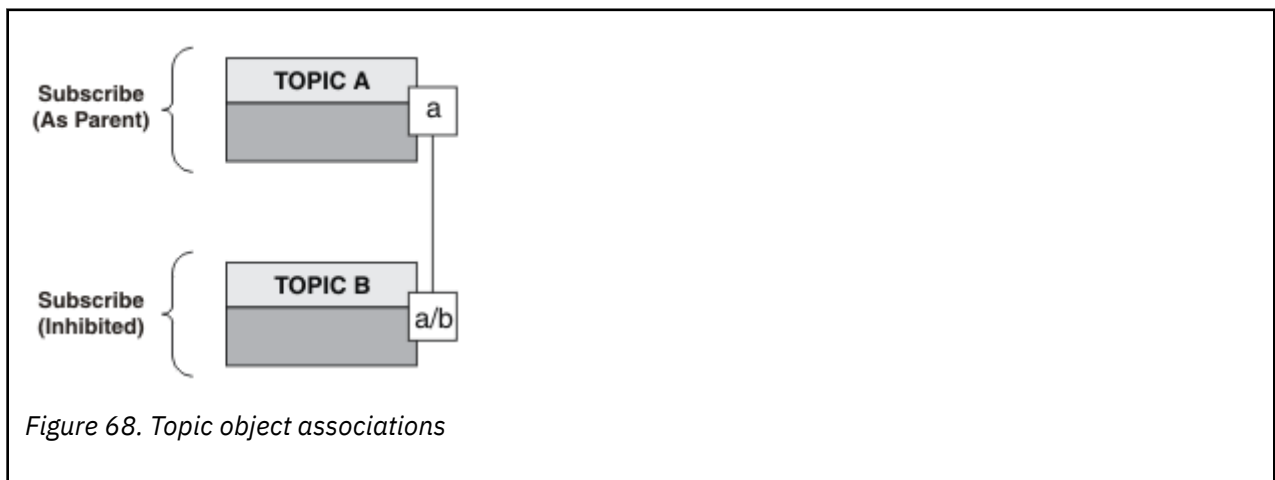 Subscribe
(As Parent)
TOPIC A
a
Subscribe
(Inhibited)
TOPIC B
a/b
Figure 68. Topic object associations